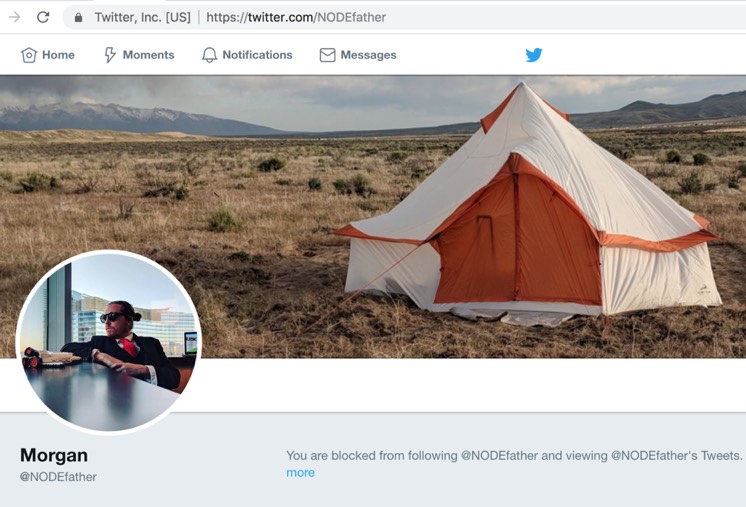 Twitter, Inc. [US] | https://twitter.com/NODEfather
Home Moments Notifications Messages
Morgan
@NODEfather
You are blocked from following @NODEfather and viewing @NODEfather's Tweets.
more